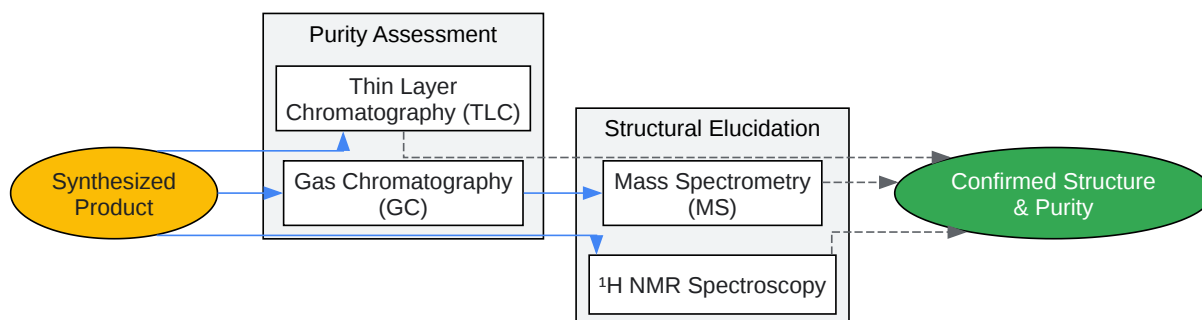 Purity Assessment
Thin Layer
Chromatography (TLC)
Structural Elucidation
Synthesized
Product
Gas Chromatography
(GC)
Mass Spectrometry
(MS)
Confirmed Structure
& Purity
¹H NMR Spectroscopy